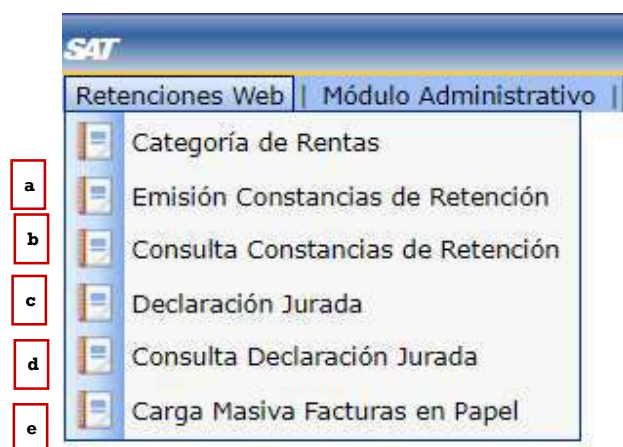 SAT
Retenciones Web | Módulo Administrativo |
Categoría de Rentas
a Emisión Constancias de Retención
b Consulta Constancias de Retención
c Declaración Jurada
d Consulta Declaración Jurada
e Carga Masiva Facturas en Papel